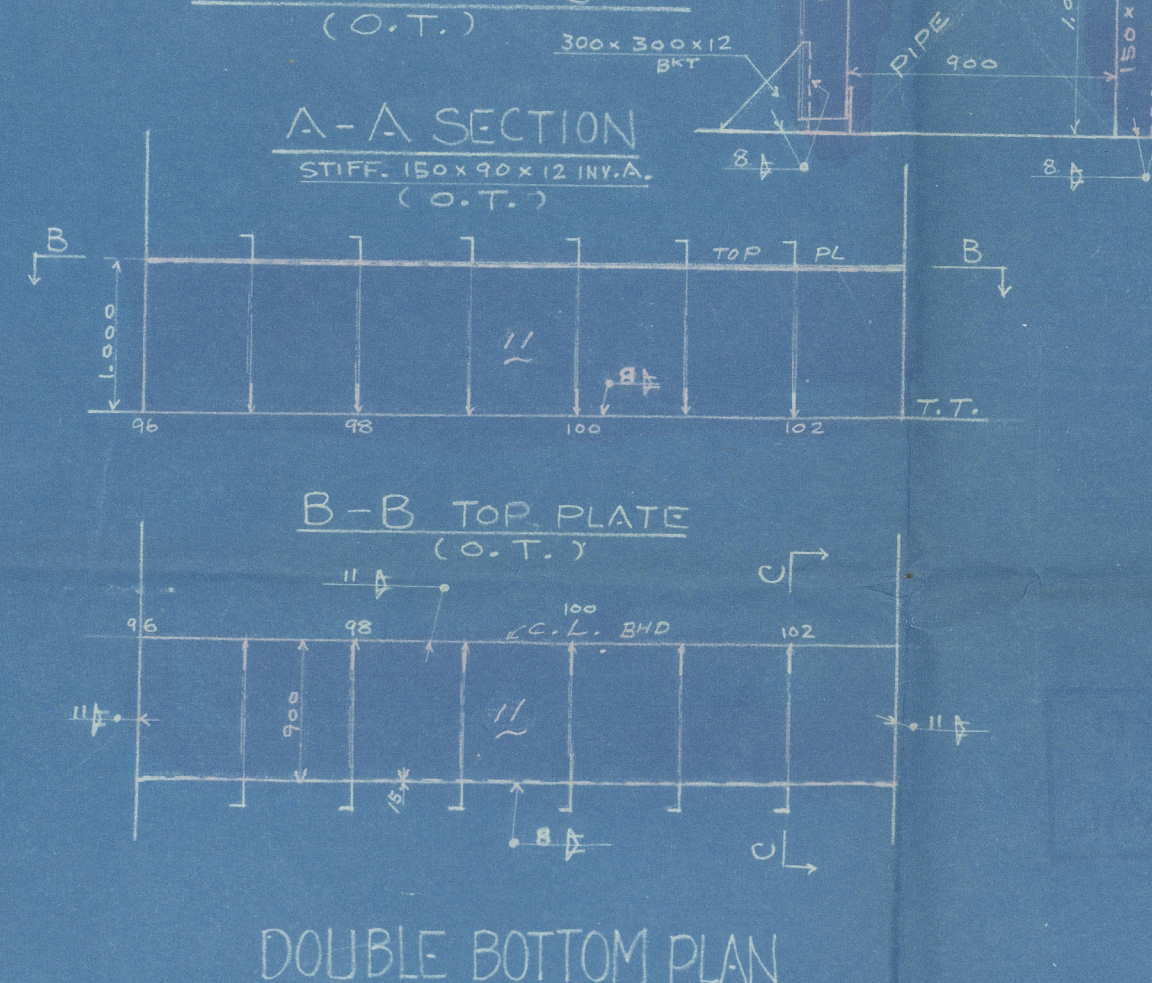 (O.T.)
300 x 300 x 12
BKT
PIPE
900
150 x
8
8
A-A SECTION
STIFF. 150 x 90 x 12 INV.A.
(O.T.)
B
B
TOP PL
1.000
11
8
T.T.
96 98 100 102
B-B TOP PLATE
(O.T.)
11
C
100
96 98 C.L. BHD 102
900
11
11
11
15
8
C
DOUBLE BOTTOM PLAN